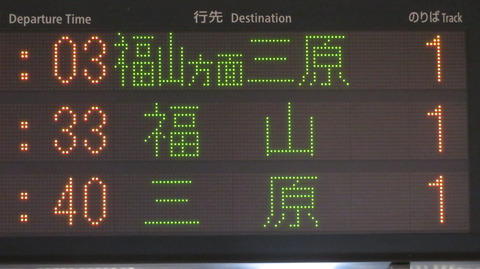 Departure Time 行先 Destination のりば Track
:03 福山方面三原 1
:33 福 山 1
:40 三 原 1